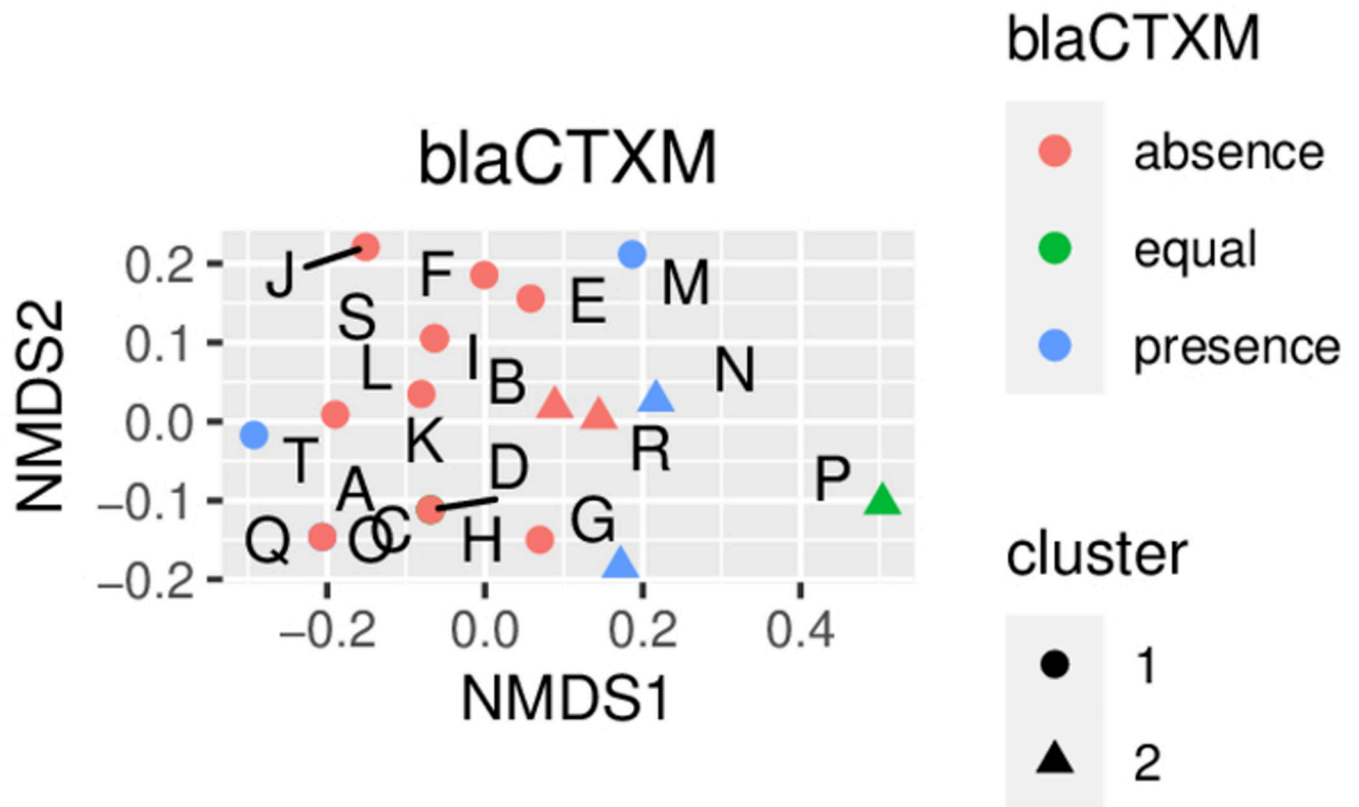 blaCTXM
blaCTXM
absence
equal
presence
NMDS2
0.2
0.1
0.0
−0.1
−0.2
J
F
M
E
S
I
L
B
N
K
R
T
D
P
A
G
Q
O
C
H
−0.2 0.0 0.2 0.4
NMDS1
cluster
1
2